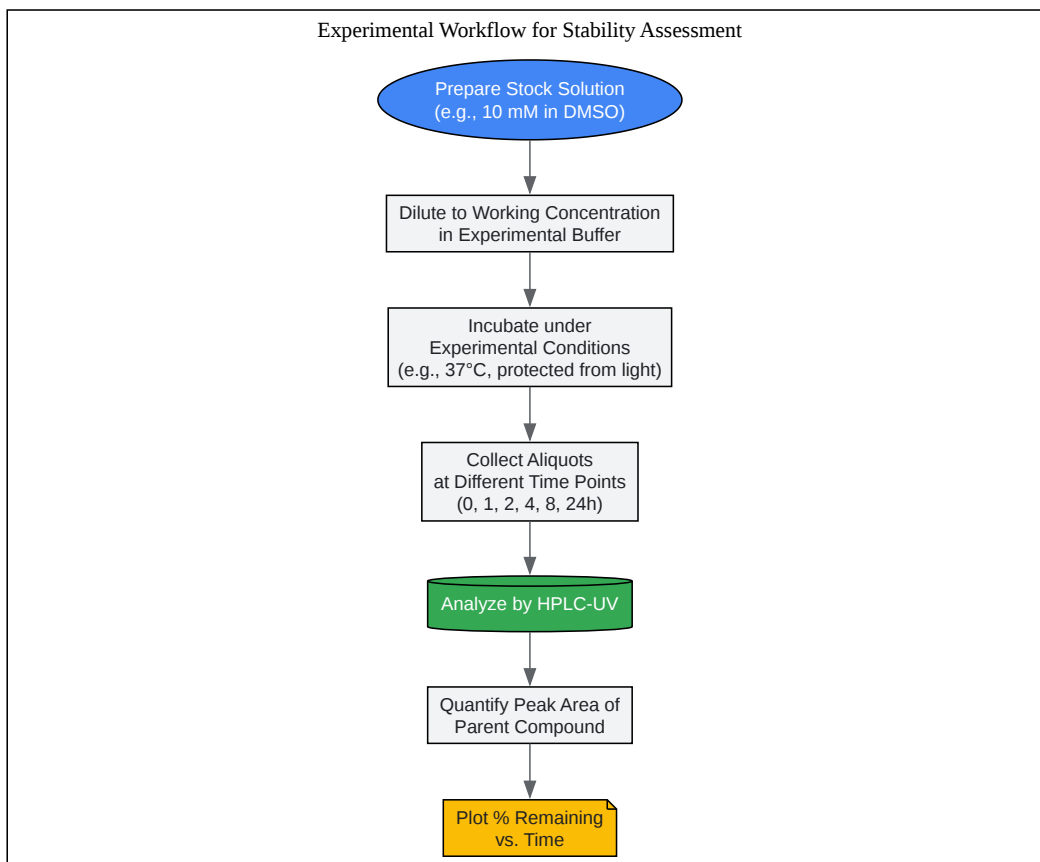 Experimental Workflow for Stability Assessment
Prepare Stock Solution
(e.g., 10 mM in DMSO)
Dilute to Working Concentration
in Experimental Buffer
Incubate under
Experimental Conditions
(e.g., 37°C, protected from light)
Collect Aliquots
at Different Time Points
(0, 1, 2, 4, 8, 24h)
Analyze by HPLC-UV
Quantify Peak Area of
Parent Compound
Plot % Remaining
vs. Time